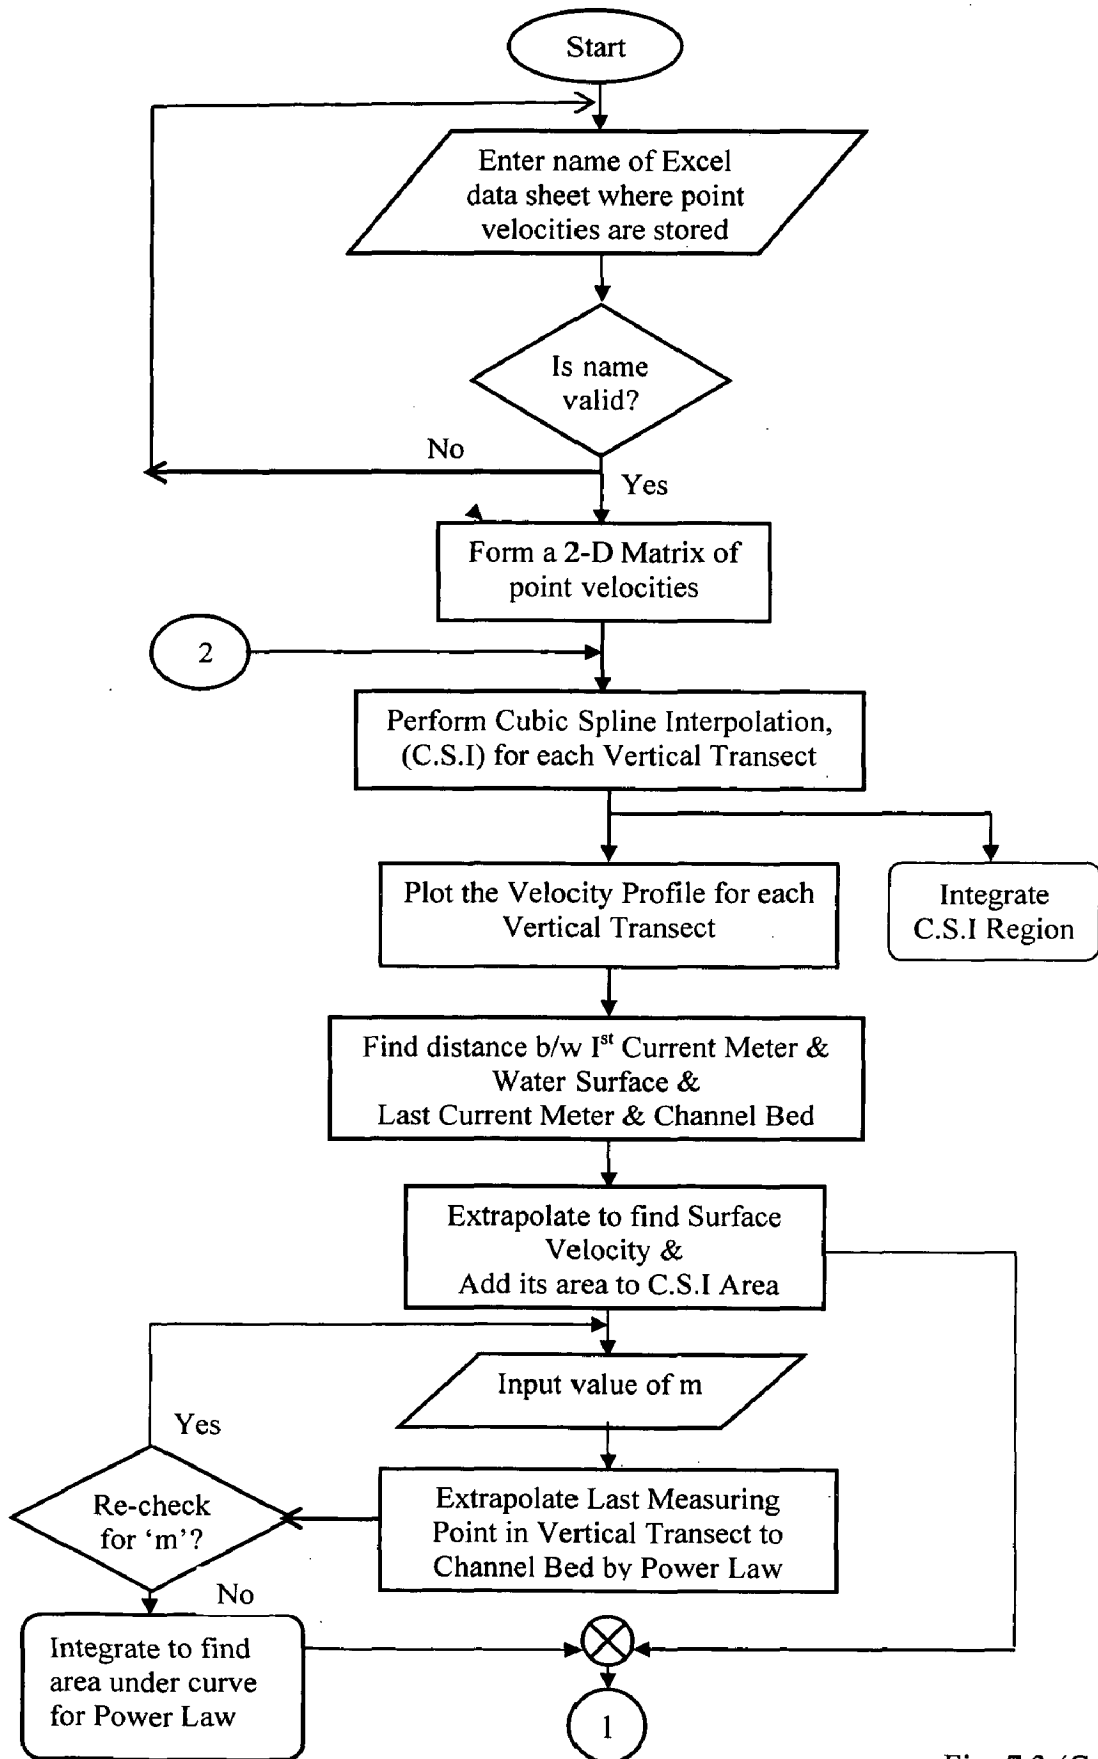 Start
Enter name of Excel
data sheet where point
velocities are stored
Is name
valid?
No
Yes
Form a 2-D Matrix of
point velocities
2
Perform Cubic Spline Interpolation,
(C.S.I) for each Vertical Transect
Plot the Velocity Profile for each
Vertical Transect
Integrate
C.S.I Region
Find distance b/w Ist Current Meter &
Water Surface &
Last Current Meter & Channel Bed
Extrapolate to find Surface
Velocity &
Add its area to C.S.I Area
Input value of m
Yes
Re-check
for ‘m’?
Extrapolate Last Measuring
Point in Vertical Transect to
Channel Bed by Power Law
No
Integrate to find
area under curve
for Power Law
1